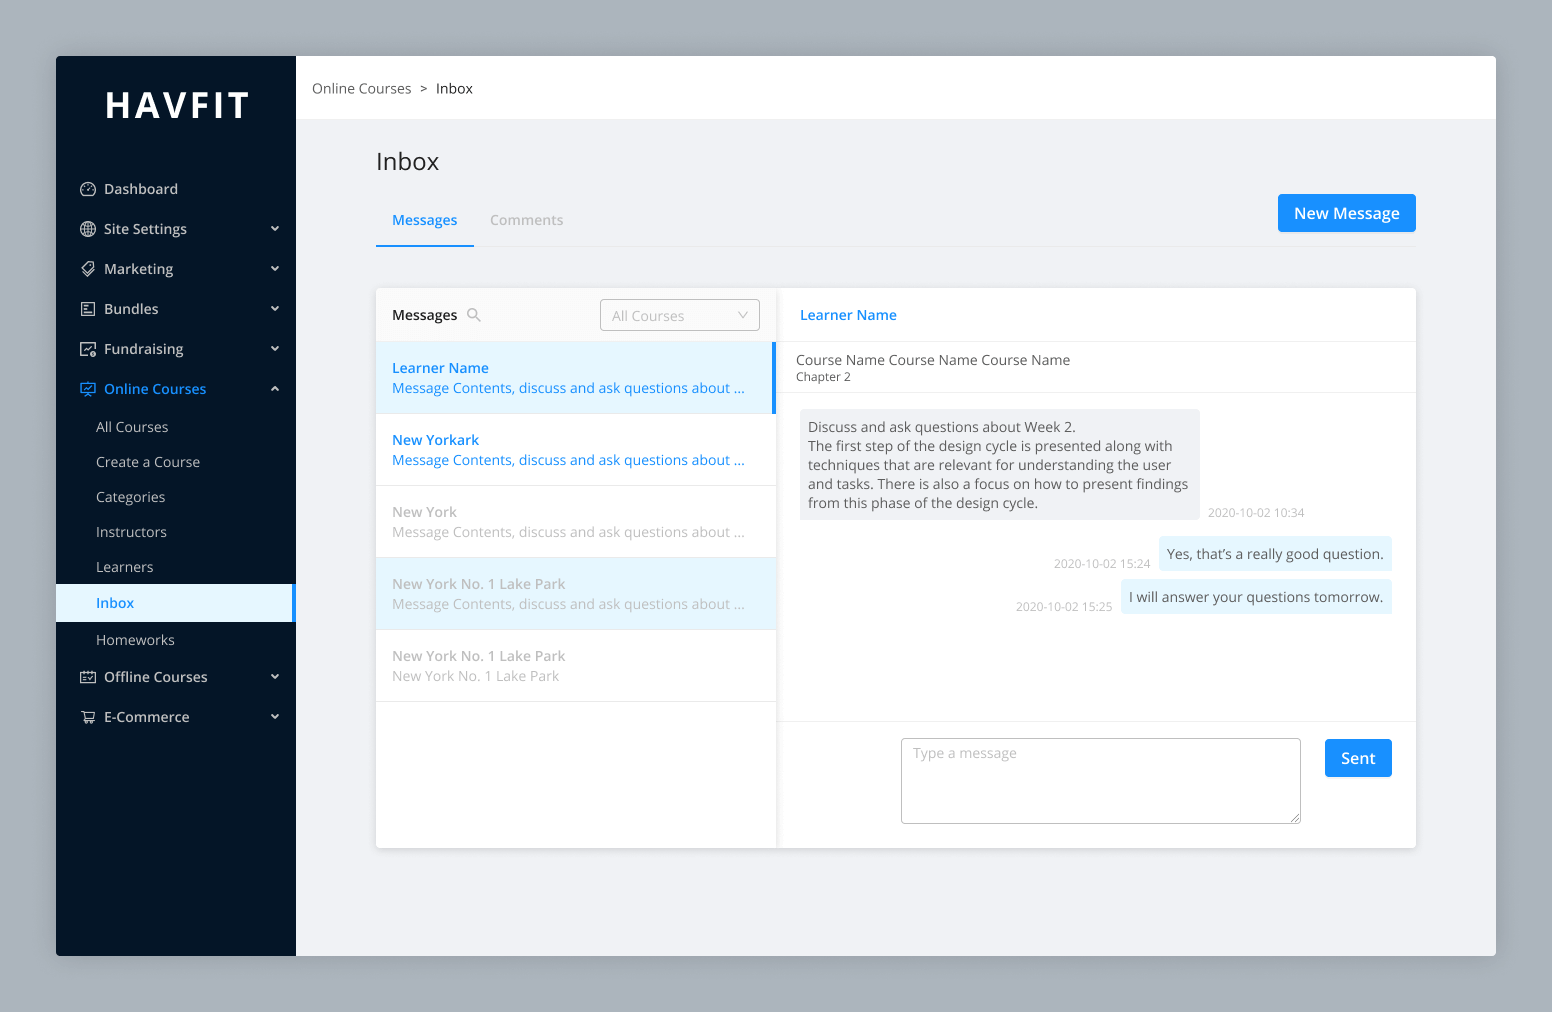 HAVFIT
Dashboard
Site Settings
Marketing
Bundles
Fundraising
Online Courses
All Courses
Create a Course
Categories
Instructors
Learners
Inbox
Homeworks
Offline Courses
E-Commerce
Online Courses > Inbox
Inbox
Messages
Comments
New Message
Messages
All Courses
Learner Name
Message Contents, discuss and ask questions about ...
New Yorkark
Message Contents, discuss and ask questions about ...
New York
Message Contents, discuss and ask questions about ...
New York No. 1 Lake Park
Message Contents, discuss and ask questions about ...
New York No. 1 Lake Park
New York No. 1 Lake Park
Learner Name
Course Name Course Name Course Name
Chapter 2
Discuss and ask questions about Week 2.
The first step of the design cycle is presented along with
techniques that are relevant for understanding the user
and tasks. There is also a focus on how to present findings
from this phase of the design cycle.
2020-10-02 10:34
2020-10-02 15:24
Yes, that’s a really good question.
2020-10-02 15:25
I will answer your questions tomorrow.
Type a message
Sent